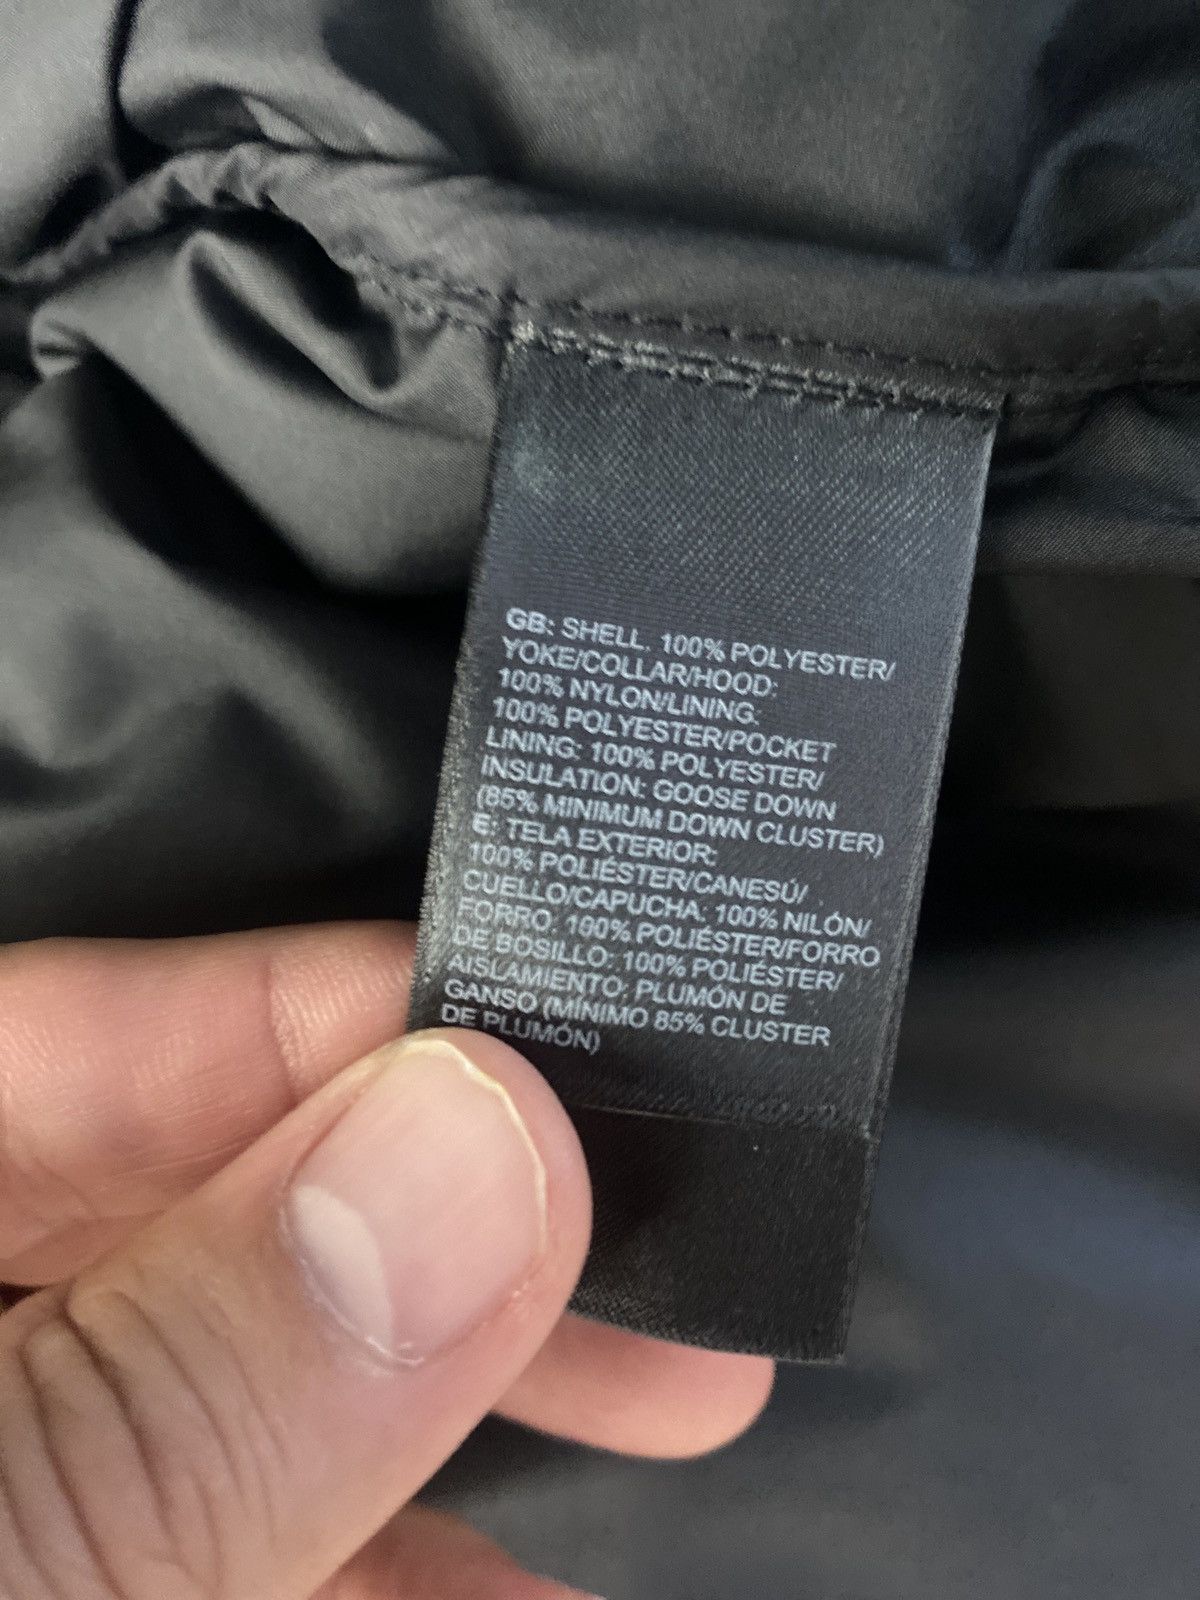 GB: SHELL. 100% POLYESTER/
YOKE/COLLAR/HOOD:
100% NYLON/LINING:
100% POLYESTER/POCKET
LINING: 100% POLYESTER/
INSULATION: GOOSE DOWN
(85% MINIMUM DOWN CLUSTER)
E: TELA EXTERIOR:
100% POLIÉSTER/CANESÚ/
CUELLO/CAPUCHA: 100% NILÓN/
FORRO: 100% POLIÉSTER/FORRO
DE BOSILLO: 100% POLIÉSTER/
AISLAMIENTO: PLUMÓN DE
GANSO (MÍNIMO 85% CLUSTER
DE PLUMÓN)